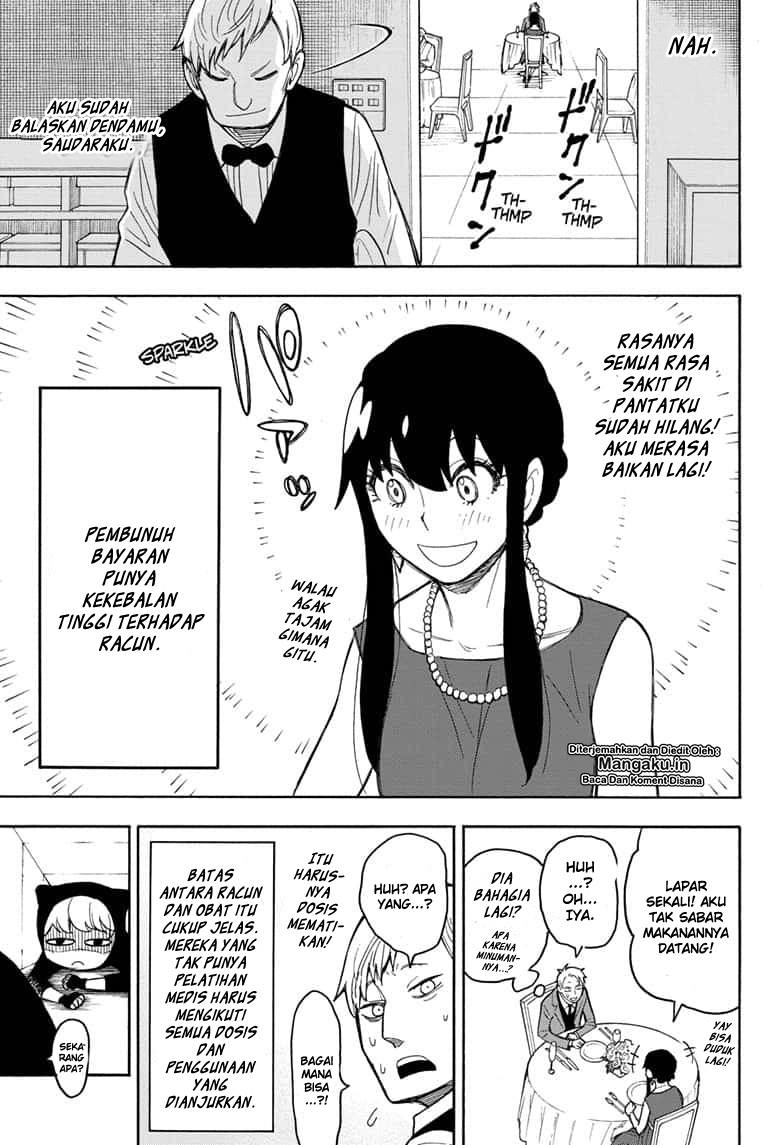 NAH.
ドクン
ドクン
TH-
THMP
TH-
THMP
AKU SUDAH
BALASKAN DENDAMU,
SAUDARAKU.
RASANYA
SEMUA RASA
SAKIT DI
PANTATKU
SUDAH HILANG!
AKU MERASA
BAIKAN LAGI!
パアッ
SPARKLE
WALAU
AGAK
TAJAM
GIMANA
GITU.
PEMBUNUH
BAYARAN
PUNYA
KEKEBALAN
TINGGI TERHADAP
RACUN.
Diterjemahkan dan Diedit Oleh:
Mangaku.in
Baca Dan Koment Disana
LAPAR
SEKALI! AKU
TAK SABAR
MAKANANNYA
DATANG!
YAY
BISA
DUDUK
LAGI!
HUH
...?
OH...
IYA.
DIA
BAHAGIA
LAGI?
APA
KARENA
MINUMAN-
NYA...?
HUH? APA
YANG...?
ITU
HARUS-
NYA
DOSIS
MEMATI-
KAN!
BAGAI
MANA
BISA
...?!
BATAS
ANTARA RACUN
DAN OBAT ITU
CUKUP JELAS.
MEREKA YANG
TAK PUNYA
PELATIHAN
MEDIS HARUS
MENGIKUTI
SEMUA DOSIS
DAN
PENGGUNAAN
YANG
DIANJURKAN.
SEKA-
RANG
APA?